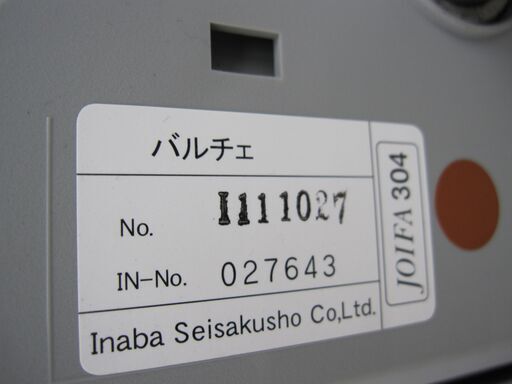 バルチェ
No. I111027
IN-No. 027643
Inaba Seisakusho Co,Ltd.
JOIFA 304